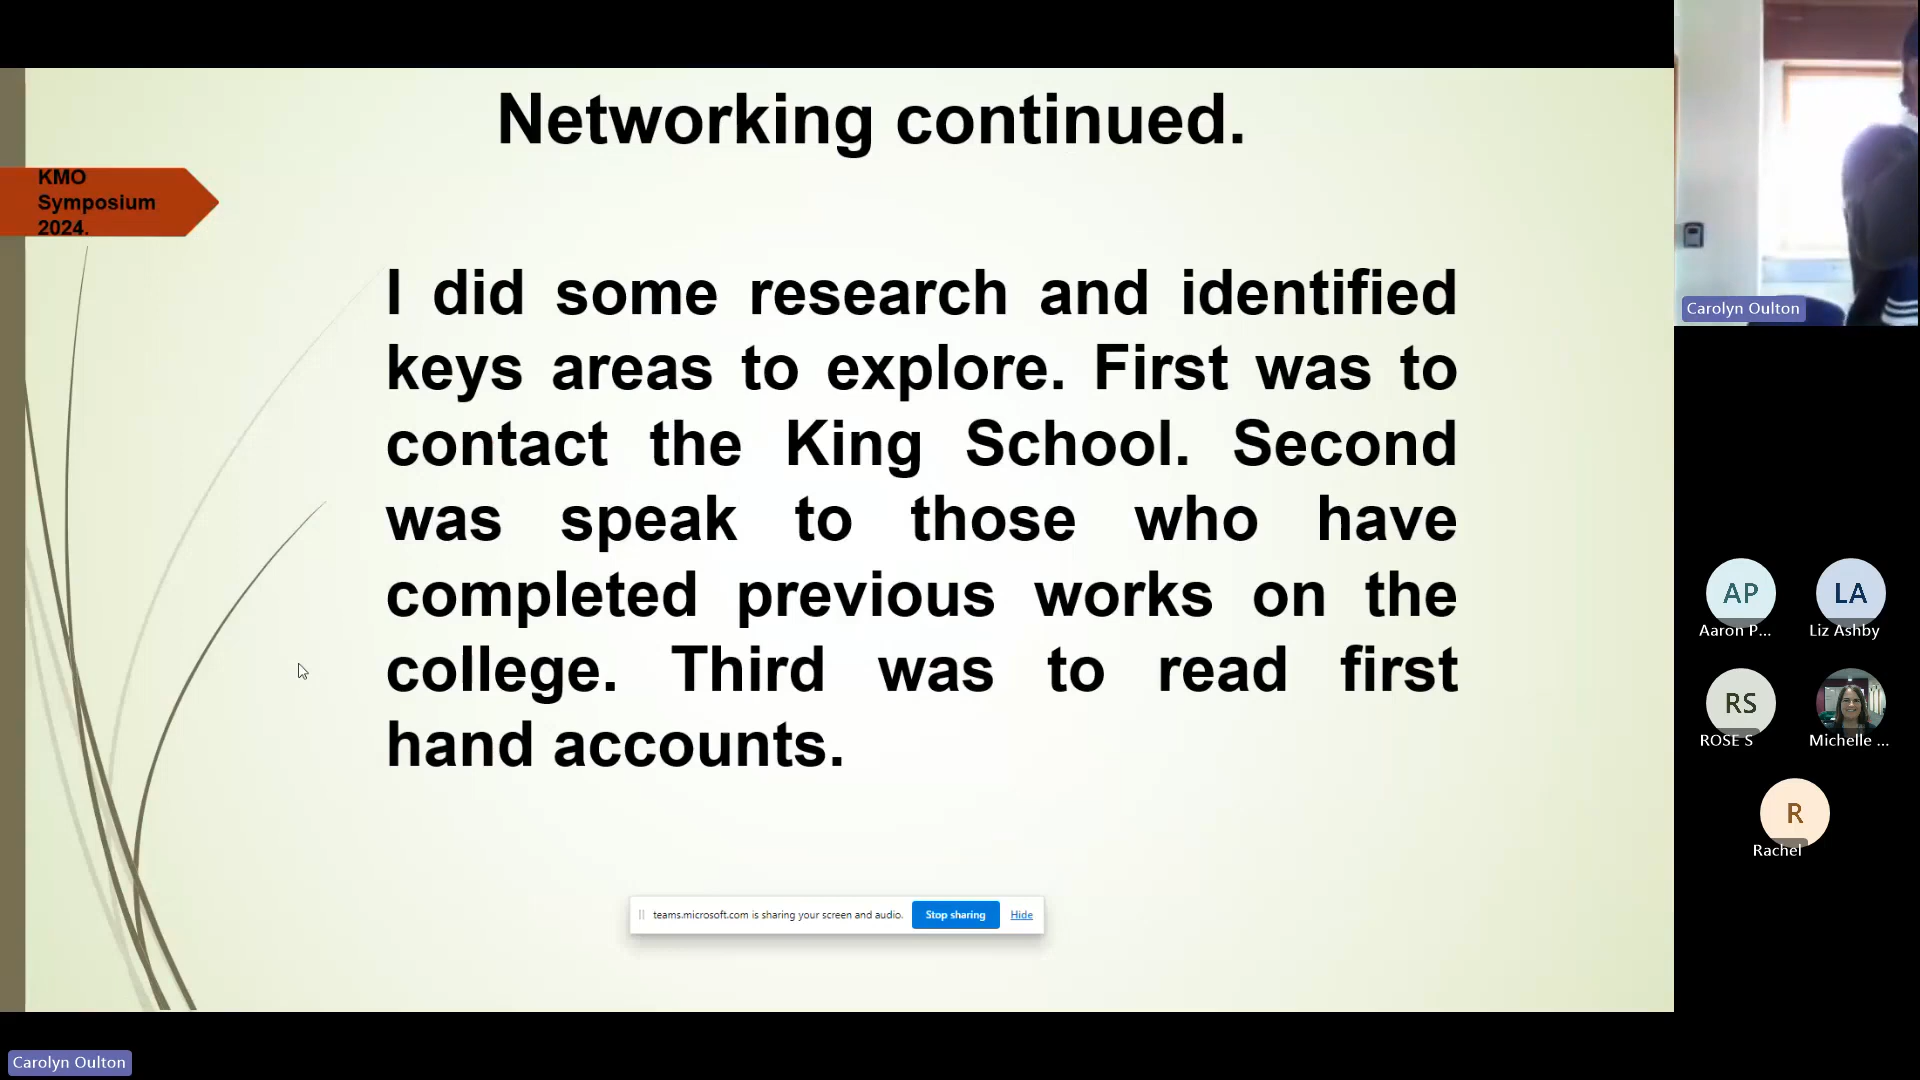 Networking continued.
KMO
Symposium
2024.
I did some research and identified
keys areas to explore. First was to
contact the King School. Second
was speak to those who have
completed previous works on the
college. Third was to read first
hand accounts.
teams.microsoft.com is sharing your screen and audio. Stop sharing Hide
Carolyn Oulton
AP LA
Aaron P... Liz Ashby
RS
ROSE S Michelle ...
R
Rachel
Carolyn Oulton